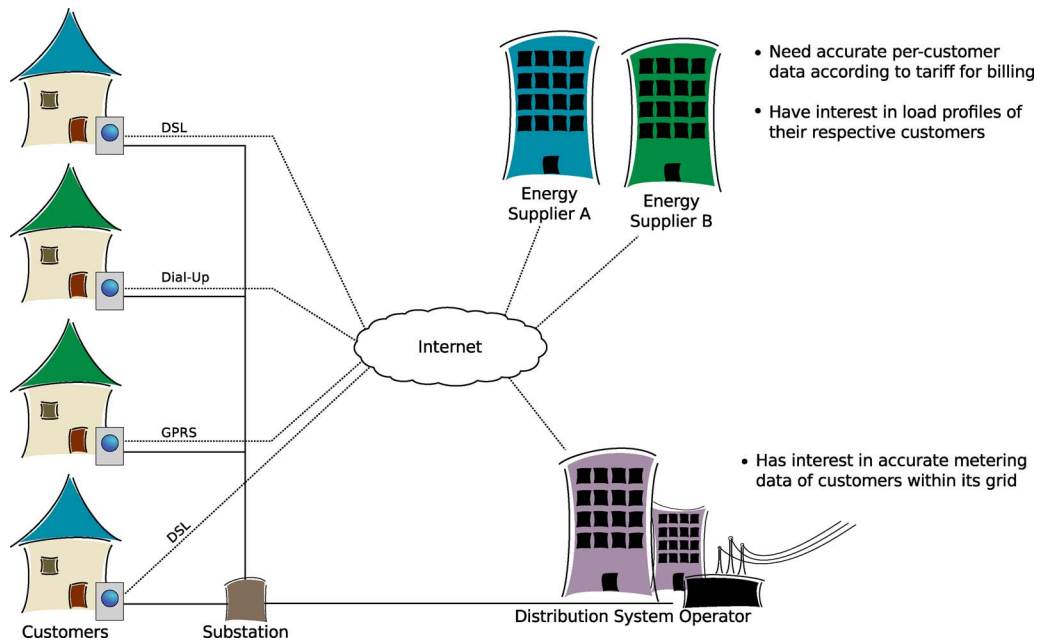 • Need accurate per-customer
data according to tariff for billing
• Have interest in load profiles of
their respective customers
DSL
Energy
Supplier A
Energy
Supplier B
Dial-Up
Internet
GPRS
• Has interest in accurate metering
data of customers within its grid
DSL
Distribution System Operator
Customers
Substation